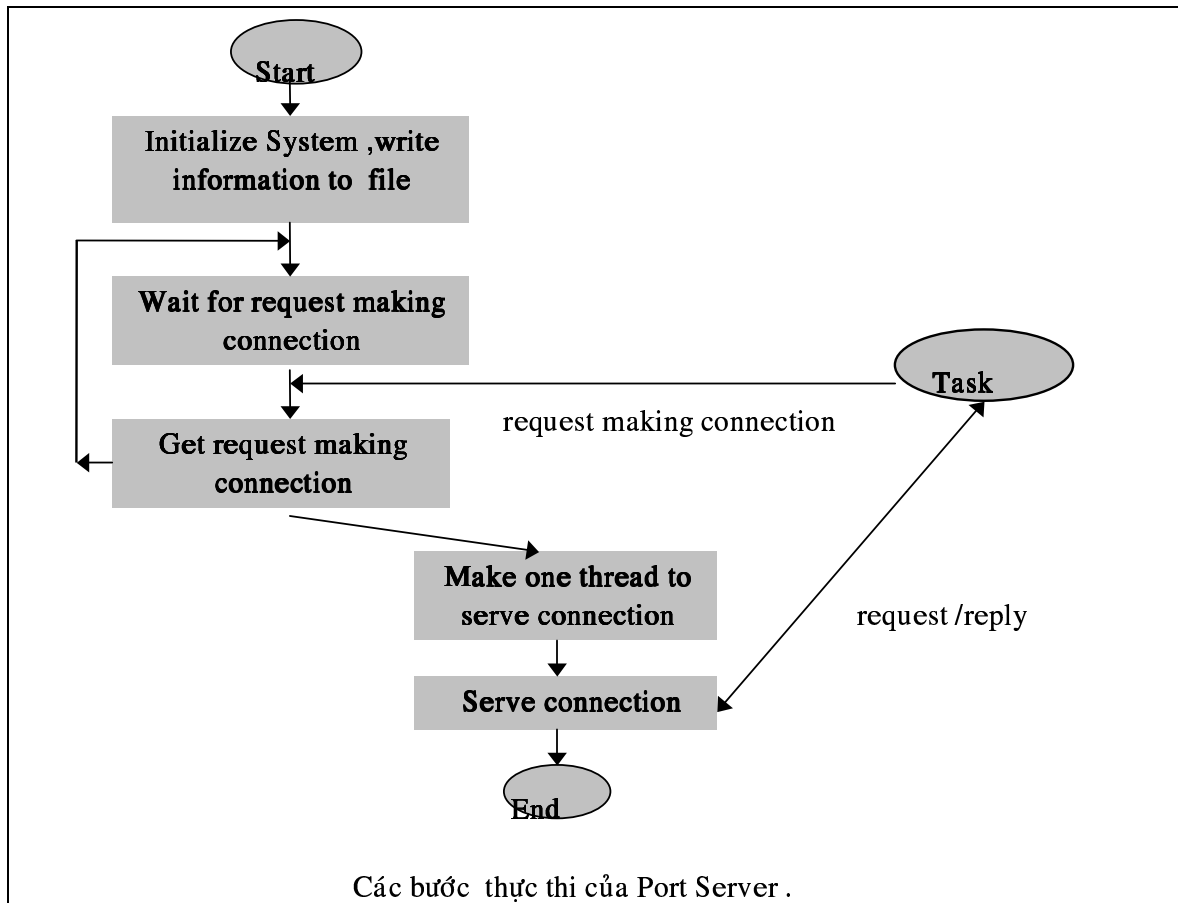 Start
Initialize System ,write
information to file
Wait for request making
connection
Task
request making connection
Get request making
connection
Make one thread to
serve connection
request /reply
Serve connection
End
Các bước thực thi của Port Server .